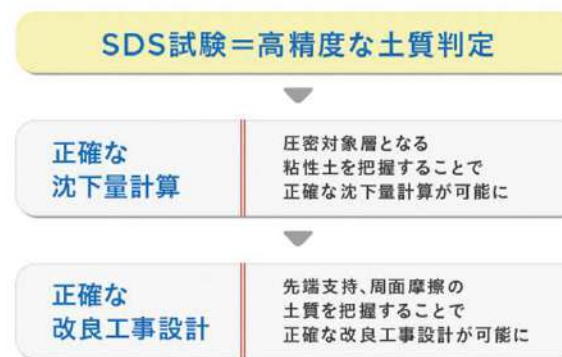 SDS試験＝高精度な土質判定
正確な
沈下量計算
圧密対象層となる
粘性土を把握することで
正確な沈下量計算が可能に
正確な
改良工事設計
先端支持、周面摩擦の
土質を把握することで
正確な改良工事設計が可能に